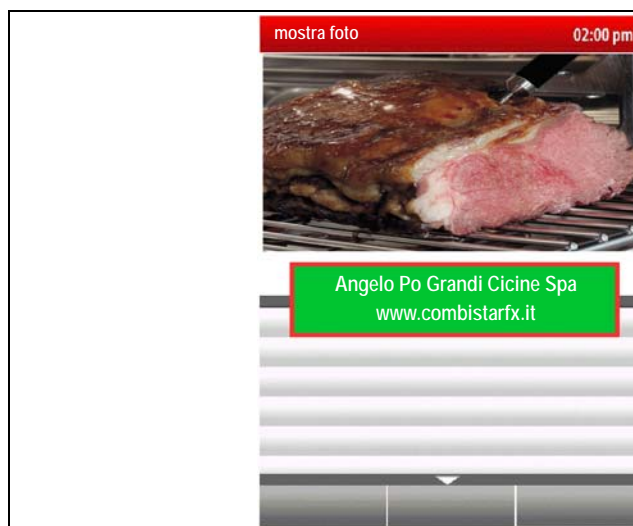 mostra foto 02:00 pm
Angelo Po Grandi Cicine Spa
www.combistarfx.it